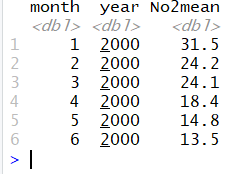 month year No2mean
<dbl> <dbl> <dbl>
1 1 2000 31.5
2 2 2000 24.2
3 3 2000 24.1
4 4 2000 18.4
5 5 2000 14.8
6 6 2000 13.5
>